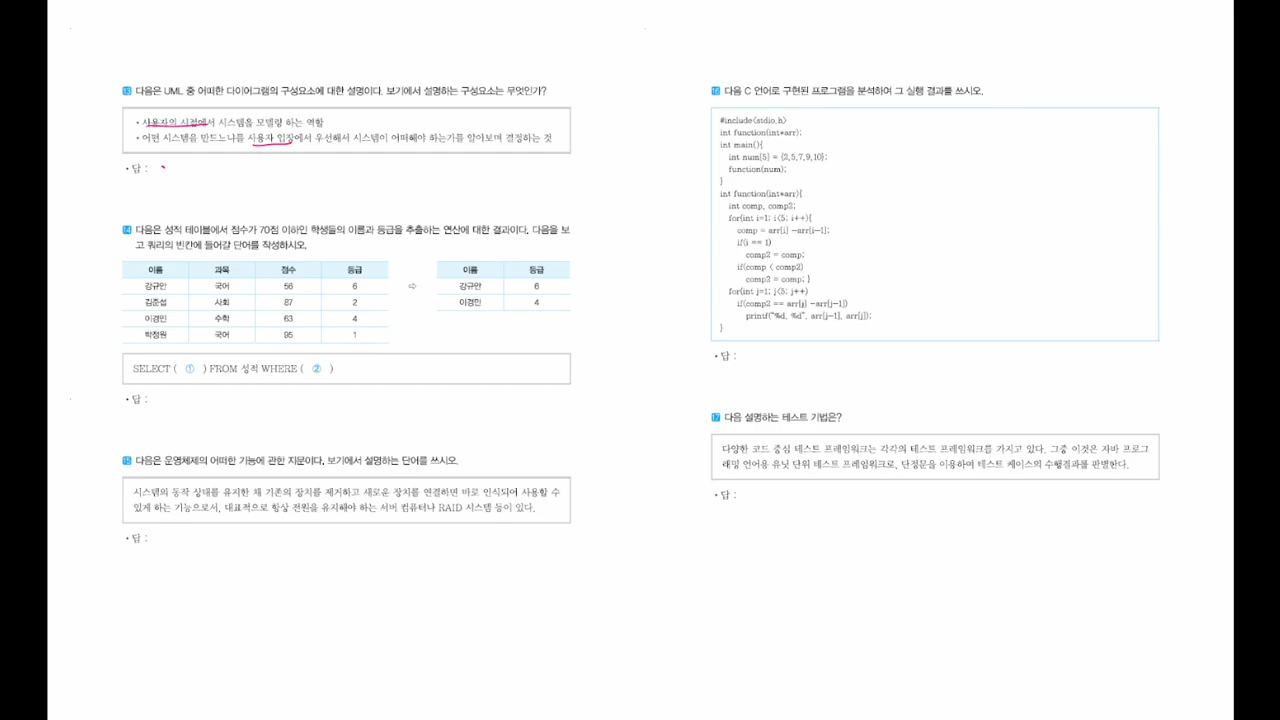 13 다음은 UML 중 어떠한 다이어그램의 구성요소에 대한 설명이다. 보기에서 설명하는 구성요소는 무엇인가?
• 사용자의 시점에서 시스템을 모델링 하는 역할
• 어떤 시스템을 만드느냐를 사용자 입장에서 우선해서 시스템이 어떠해야 하는가를 알아보며 결정하는 것
• 답 :
14 다음은 성적 테이블에서 점수가 70점 이하인 학생들의 이름과 등급을 추출하는 연산에 대한 결과이다. 다음을 보
고 쿼리의 빈칸에 들어갈 단어를 작성하시오.
이름 과목 점수 등급
강규안 국어 56 6
김준섭 사회 87 2
이경민 수학 63 4
박정원 국어 95 1
⇨
이름 등급
강규안 6
이경민 4
SELECT ( ① ) FROM 성적 WHERE ( ② )
• 답 :
15 다음은 운영체제의 어떠한 기능에 관한 지문이다. 보기에서 설명하는 단어를 쓰시오.
시스템의 동작 상태를 유지한 채 기존의 장치를 제거하고 새로운 장치를 연결하면 바로 인식되어 사용할 수
있게 하는 기능으로서, 대표적으로 항상 전원을 유지해야 하는 서버 컴퓨터나 RAID 시스템 등이 있다.
• 답 :
16 다음 C 언어로 구현된 프로그램을 분석하여 그 실행 결과를 쓰시오.
#include<stdio.h>
int function(int*arr);
int main(){
int num[5] = {2,5,7,9,10};
function(num);
}
int function(int*arr){
int comp, comp2;
for(int i=1; i<5; i++){
comp = arr[i] -arr[i-1];
if(i == 1)
comp2 = comp;
if(comp < comp2)
comp2 = comp; }
for(int j=1; j<5; j++)
if(comp2 == arr[j] -arr[j-1])
printf("%d, %d", arr[j-1], arr[j]);
}
• 답 :
17 다음 설명하는 테스트 기법은?
다양한 코드 중심 테스트 프레임워크는 각각의 테스트 프레임워크를 가지고 있다. 그중 이것은 자바 프로그
래밍 언어용 유닛 단위 테스트 프레임워크로, 단정문을 이용하여 테스트 케이스의 수행결과를 판별한다.
• 답 :